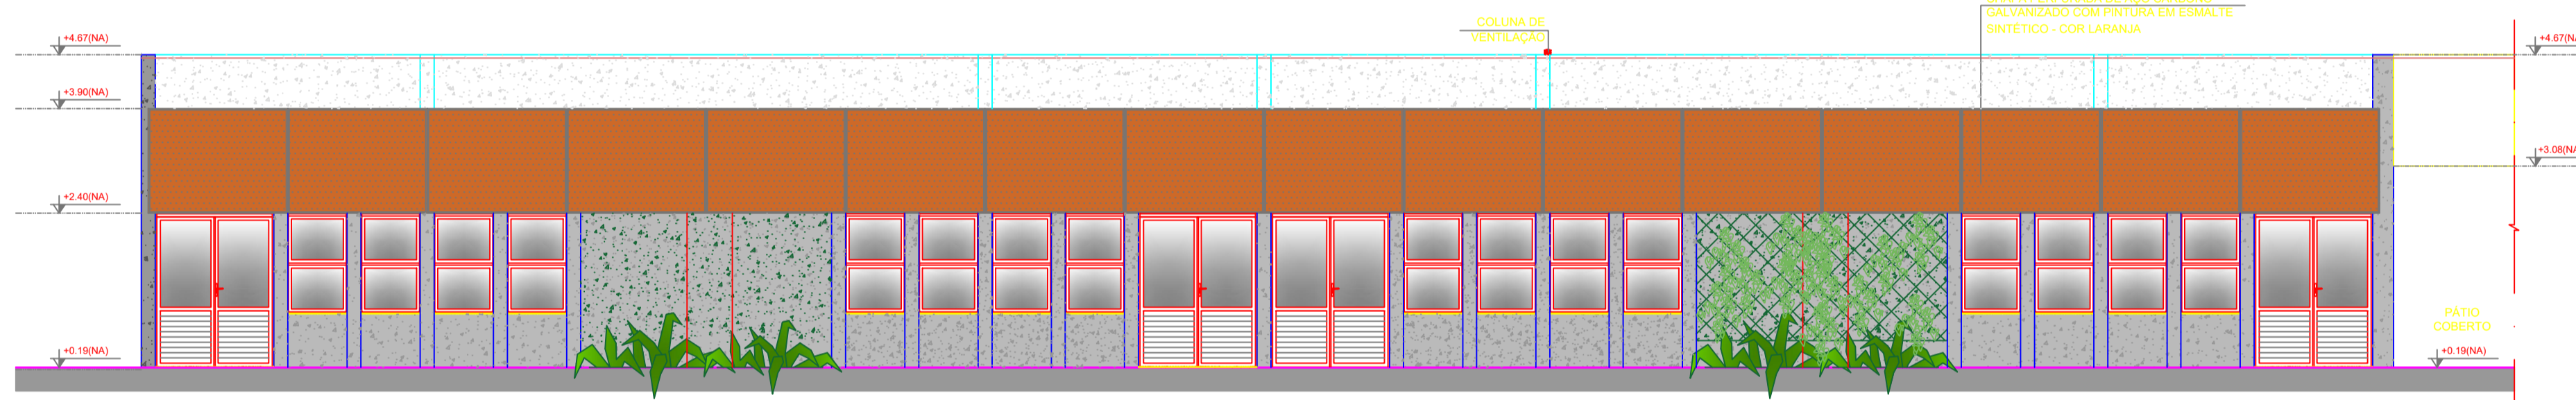 COLUNA DE
VENTILAÇÃO
GALVANIZADO COM PINTURA EM ESMALTE
SINTÉTICO - COR LARANJA
+4.67(NA)
+4.67(NA)
+3.90(NA)
+3.08(NA)
+2.40(NA)
PÁTIO
COBERTO
+0.19(NA)
+0.19(NA)